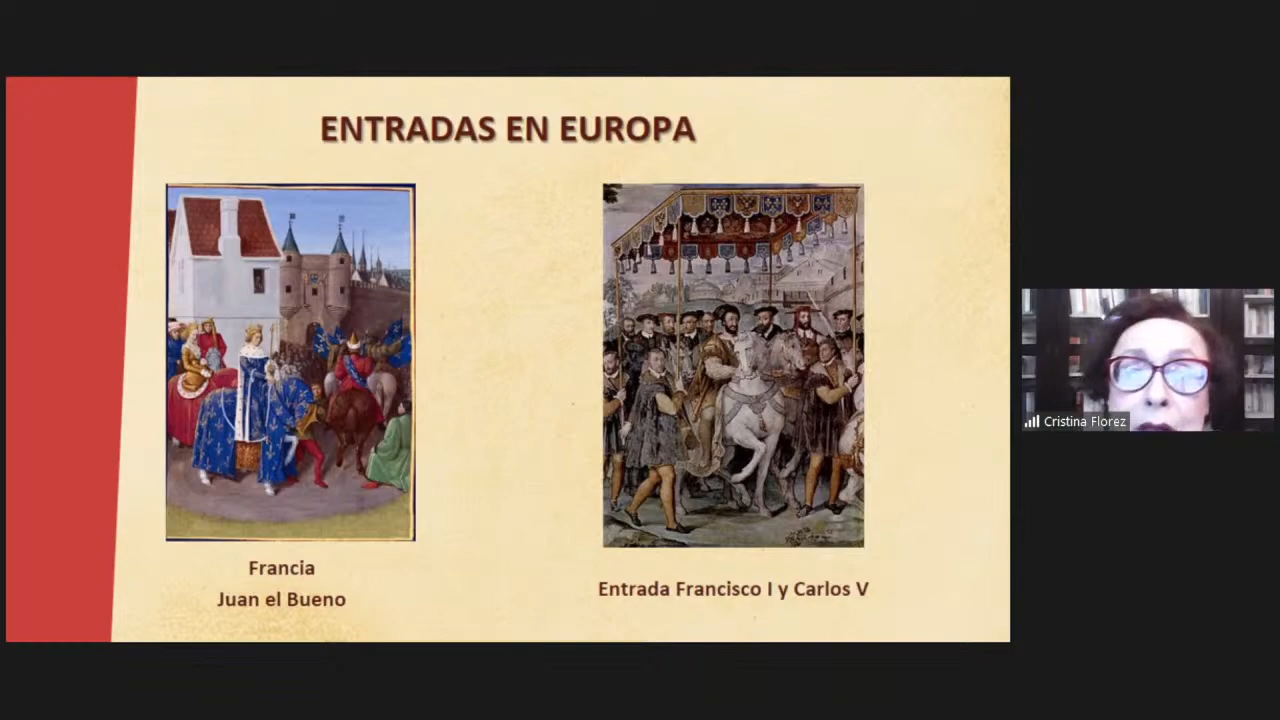 ENTRADAS EN EUROPA
Francia
Juan el Bueno
Entrada Francisco I y Carlos V
Cristina Florez